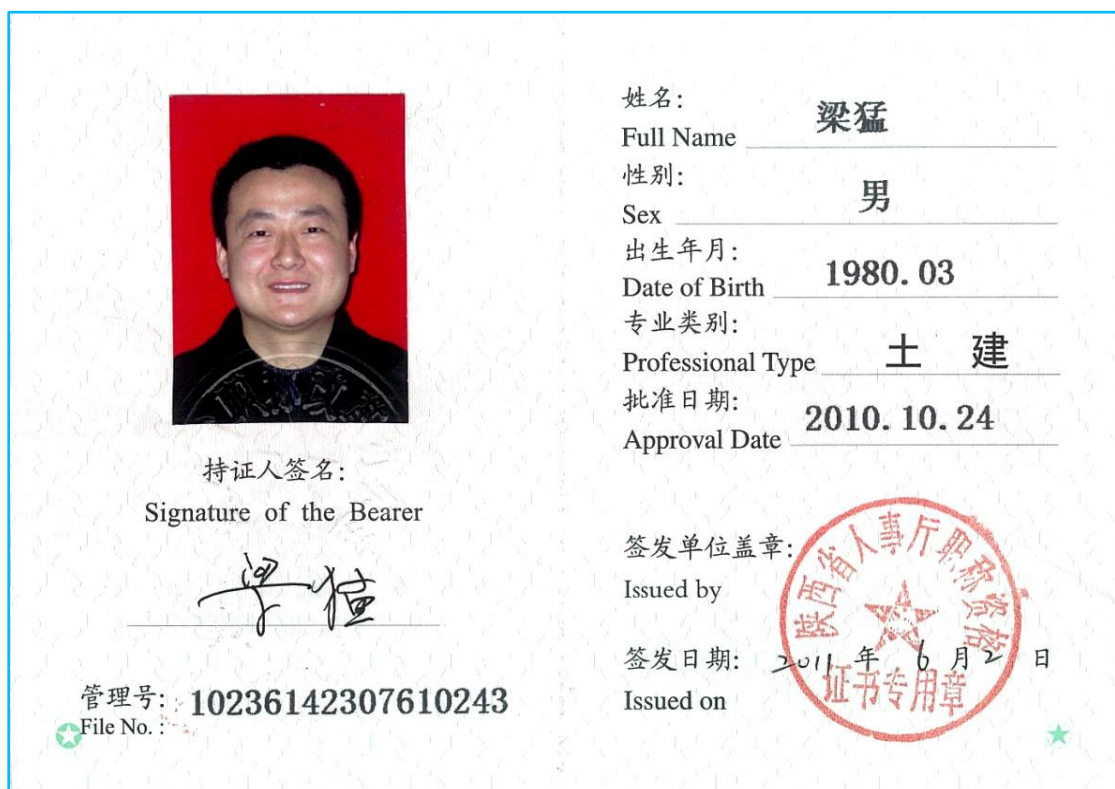 持证人签名:
Signature of the Bearer
梁猛
管理号: 10236142307610243
File No. :
姓名: 梁猛
Full Name
性别: 男
Sex
出生年月: 1980.03
Date of Birth
专业类别:
Professional Type 土 建
批准日期: 2010.10.24
Approval Date
签发单位盖章:
Issued by
陕西省人事厅职称资格
证书专用章
签发日期: 2011 年 6 月 2 日
Issued on